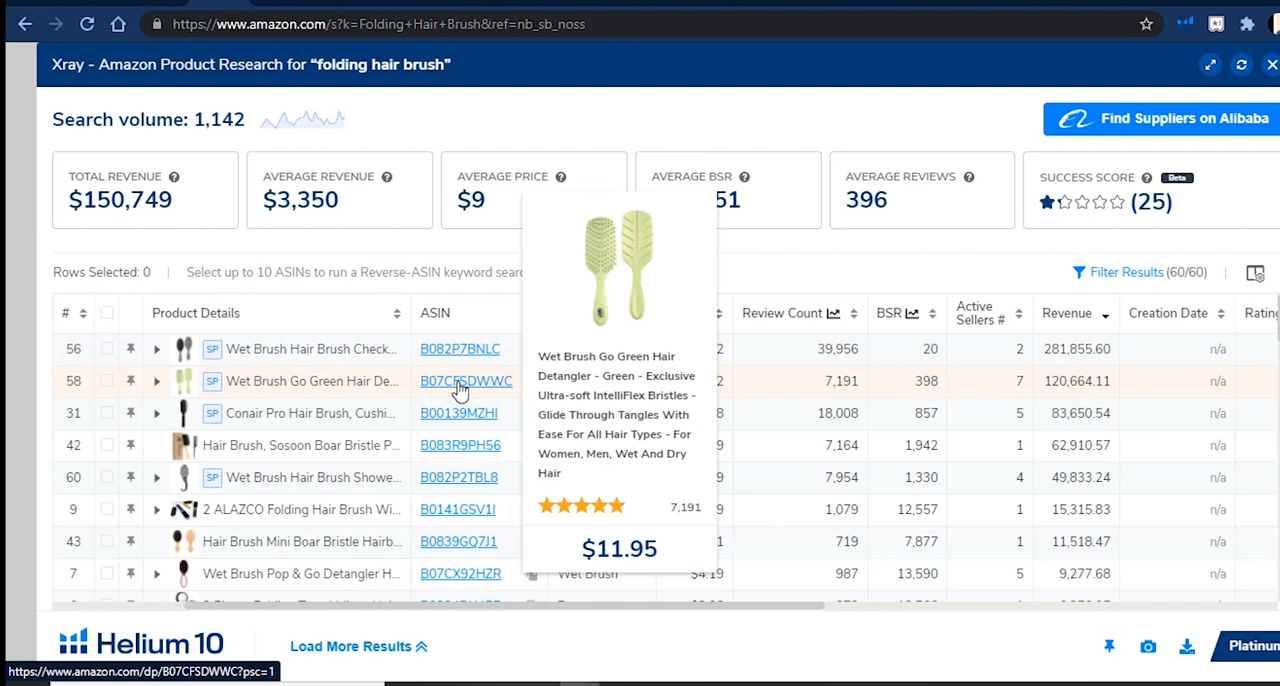 https://www.amazon.com/s?k=Folding+Hair+Brush&ref=nb_sb_noss
Xray - Amazon Product Research for “folding hair brush”
Search volume: 1,142
Find Suppliers on Alibaba
TOTAL REVENUE ?
$150,749
AVERAGE REVENUE ?
$3,350
AVERAGE PRICE ?
$9
AVERAGE BSR ?
51
AVERAGE REVIEWS ?
396
SUCCESS SCORE ? Beta
(25)
Rows Selected: 0 | Select up to 10 ASINs to run a Reverse-ASIN keyword sear
Filter Results (60/60)
# Product Details ASIN Review Count BSR Active Sellers # Revenue Creation Date Rating
56 SP Wet Brush Hair Brush Check... B082P7BNLC 2 39,956 20 2 281,855.60 n/a
58 SP Wet Brush Go Green Hair De... B07CFSDWWC 2 7,191 398 7 120,664.11 n/a
31 SP Conair Pro Hair Brush, Cushi... B00139MZHI 8 18,008 857 5 83,650.54 n/a
42 Hair Brush, Sosoon Boar Bristle P... B083R9PH56 8 7,164 1,942 1 62,910.57 n/a
60 SP Wet Brush Hair Brush Showe... B082P2TBL8 9 7,954 1,330 4 49,833.24 n/a
9 2 ALAZCO Folding Hair Brush Wi... B0141GSV1I 9 1,079 12,557 1 15,315.83 n/a
43 Hair Brush Mini Boar Bristle Hairb... B0839GQ7J1 1 719 7,877 1 11,518.47 n/a
7 Wet Brush Pop & Go Detangler H... B07CX92HZR Wet Brush $4.19 987 13,590 5 9,277.68 n/a
Wet Brush Go Green Hair
Detangler - Green - Exclusive
Ultra-soft IntelliFlex Bristles -
Glide Through Tangles With
Ease For All Hair Types - For
Women, Men, Wet And Dry
Hair
7,191
$11.95
Helium 10
Load More Results
Platinum
https://www.amazon.com/dp/B07CFSDWWC?psc=1